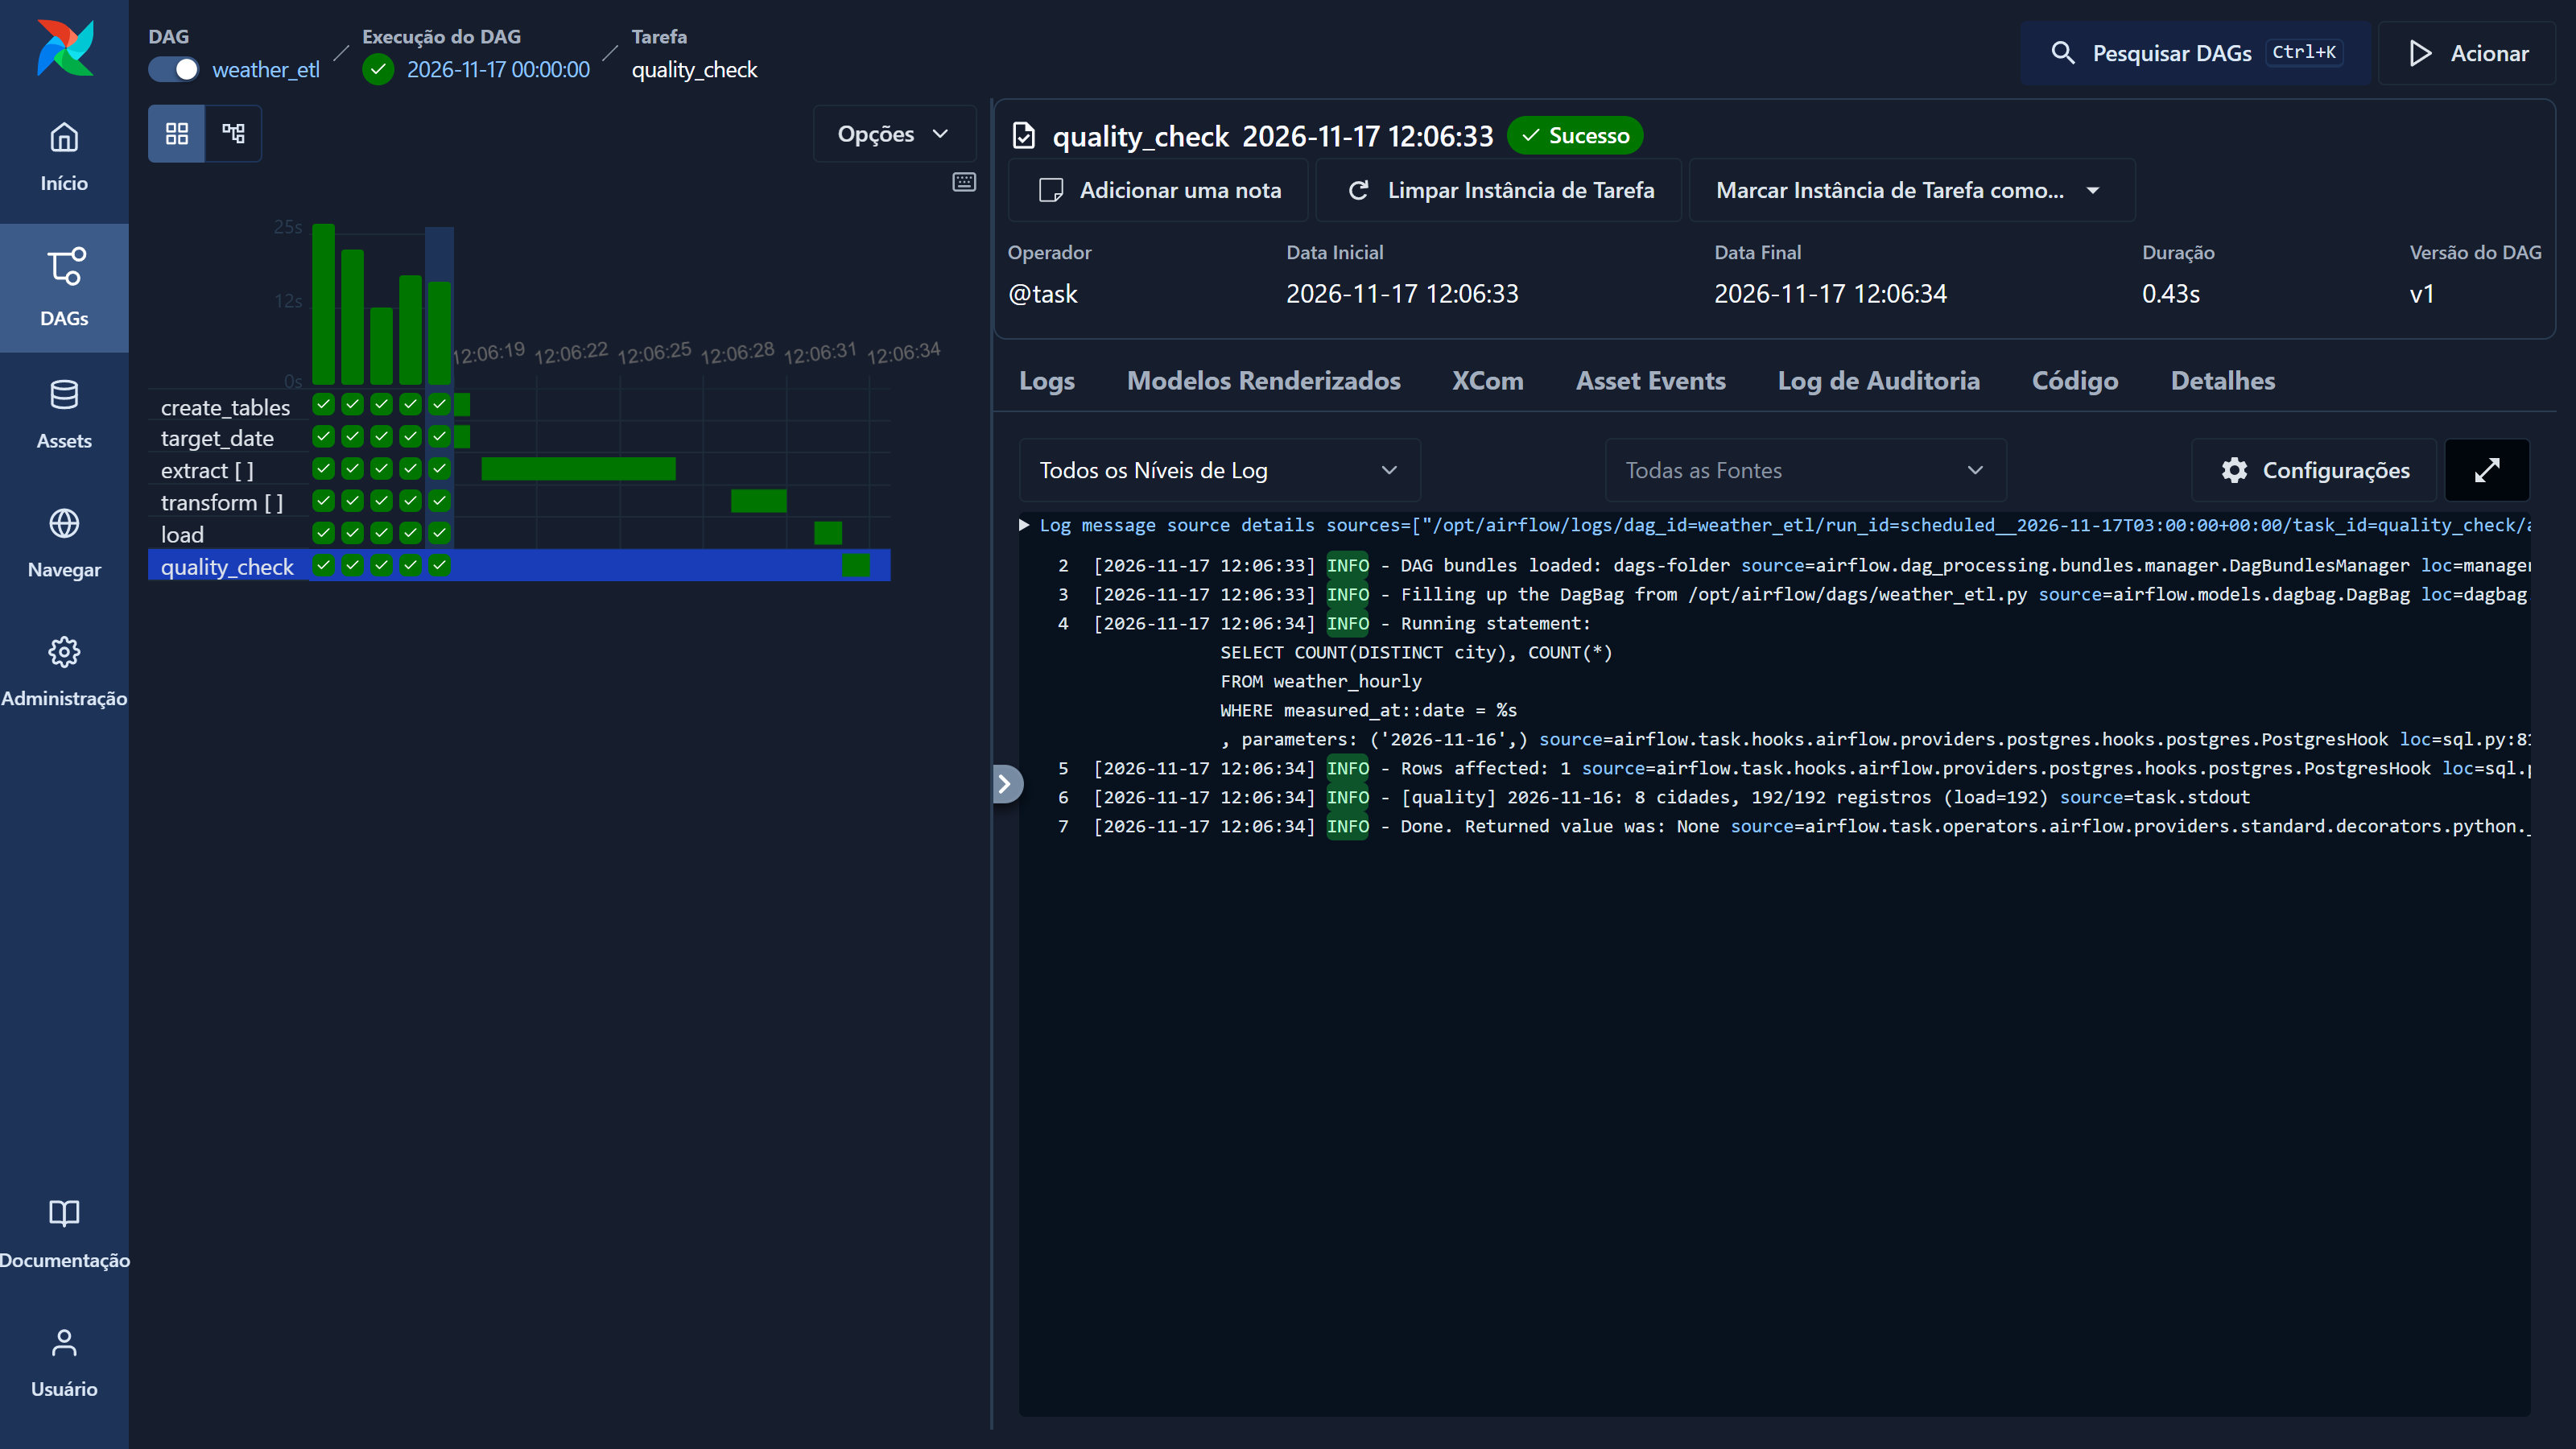 DAG
weather_etl
Execução do DAG
2026-11-17 00:00:00
Tarefa
quality_check
Pesquisar DAGs Ctrl+K
Acionar
Início
DAGs
Assets
Navegar
Administração
Documentação
Usuário
Opções
25s
12s
0s
12:06:19 12:06:22 12:06:25 12:06:28 12:06:31 12:06:34
create_tables
target_date
extract [ ]
transform [ ]
load
quality_check
quality_check 2026-11-17 12:06:33 Sucesso
Adicionar uma nota
Limpar Instância de Tarefa
Marcar Instância de Tarefa como...
Operador Data Inicial Data Final Duração Versão do DAG
@task 2026-11-17 12:06:33 2026-11-17 12:06:34 0.43s v1
Logs Modelos Renderizados XCom Asset Events Log de Auditoria Código Detalhes
Todos os Níveis de Log
Todas as Fontes
Configurações
Log message source details sources=["/opt/airflow/logs/dag_id=weather_etl/run_id=scheduled__2026-11-17T03:00:00+00:00/task_id=quality_check/
2 [2026-11-17 12:06:33] INFO - DAG bundles loaded: dags-folder source=airflow.dag_processing.bundles.manager.DagBundlesManager loc=manager
3 [2026-11-17 12:06:33] INFO - Filling up the DagBag from /opt/airflow/dags/weather_etl.py source=airflow.models.dagbag.DagBag loc=dagbag
4 [2026-11-17 12:06:34] INFO - Running statement:
SELECT COUNT(DISTINCT city), COUNT(*)
FROM weather_hourly
WHERE measured_at::date = %s
, parameters: ('2026-11-16',) source=airflow.task.hooks.airflow.providers.postgres.hooks.postgres.PostgresHook loc=sql.py:81
5 [2026-11-17 12:06:34] INFO - Rows affected: 1 source=airflow.task.hooks.airflow.providers.postgres.hooks.postgres.PostgresHook loc=sql.p
6 [2026-11-17 12:06:34] INFO - [quality] 2026-11-16: 8 cidades, 192/192 registros (load=192) source=task.stdout
7 [2026-11-17 12:06:34] INFO - Done. Returned value was: None source=airflow.task.operators.airflow.providers.standard.decorators.python._